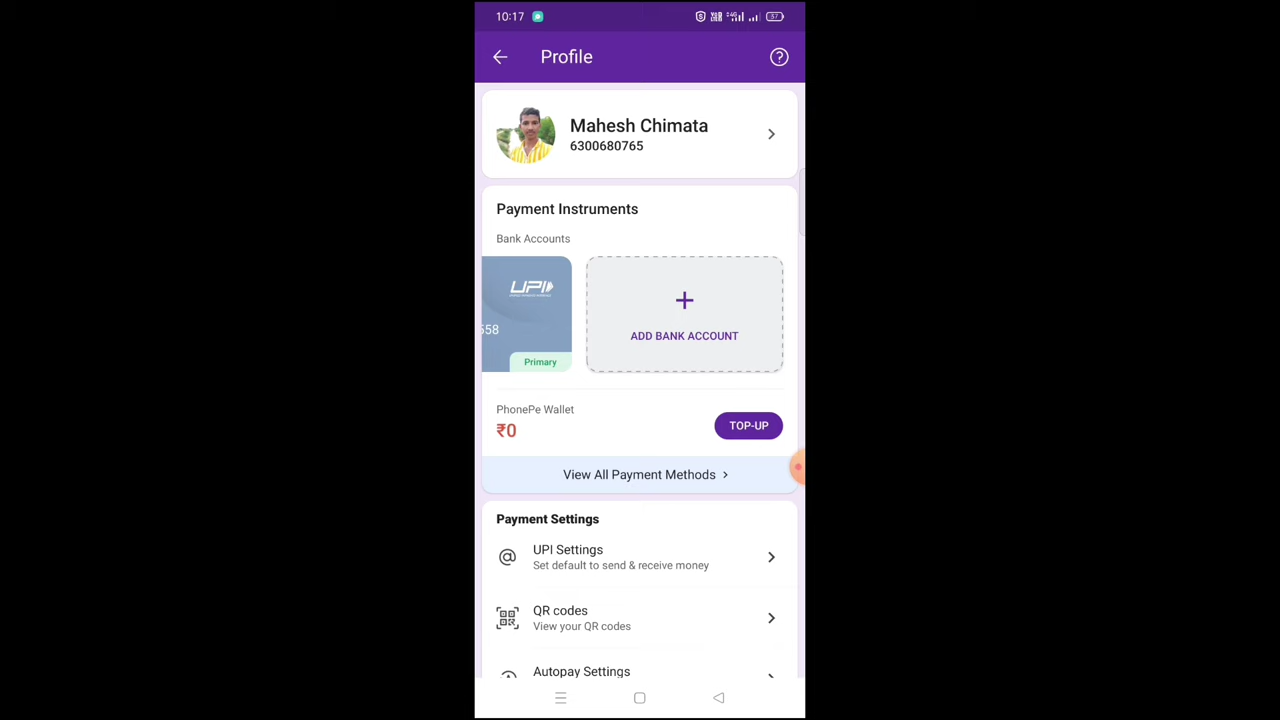 10:17
57
Profile
Mahesh Chimata
6300680765
Payment Instruments
Bank Accounts
UPI
558
Primary
ADD BANK ACCOUNT
PhonePe Wallet
₹0
TOP-UP
View All Payment Methods
Payment Settings
UPI Settings
Set default to send & receive money
QR codes
View your QR codes
Autopay Settings